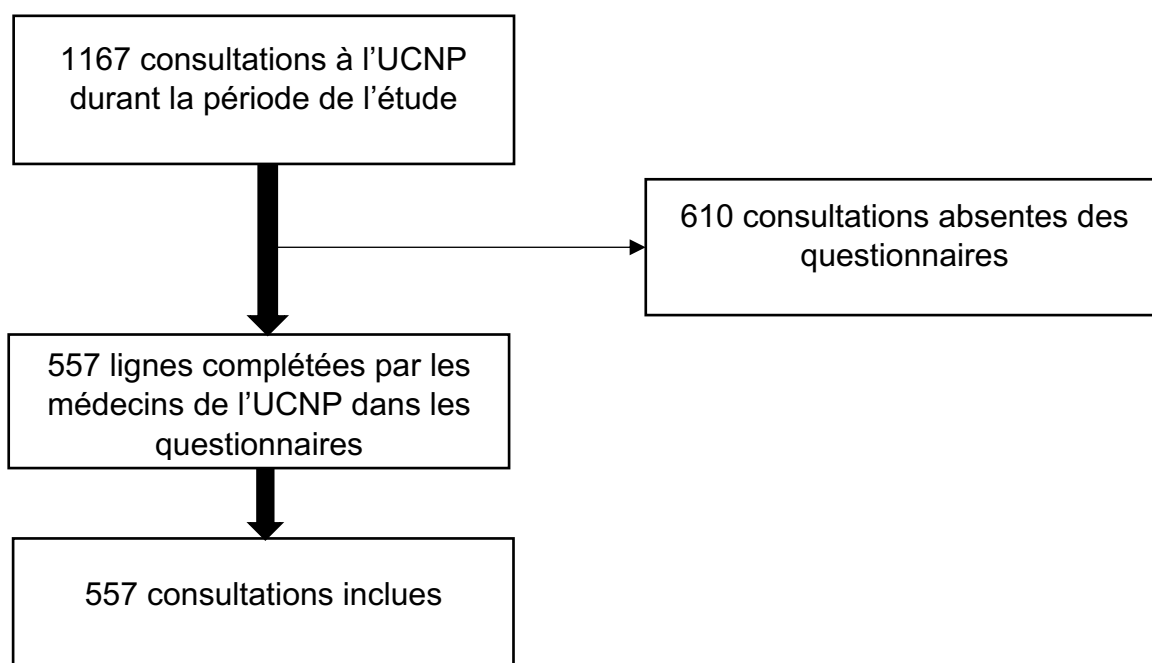 1167 consultations à l’UCNP
durant la période de l’étude
610 consultations absentes des
questionnaires
557 lignes complétées par les
médecins de l’UCNP dans les
questionnaires
557 consultations inclues